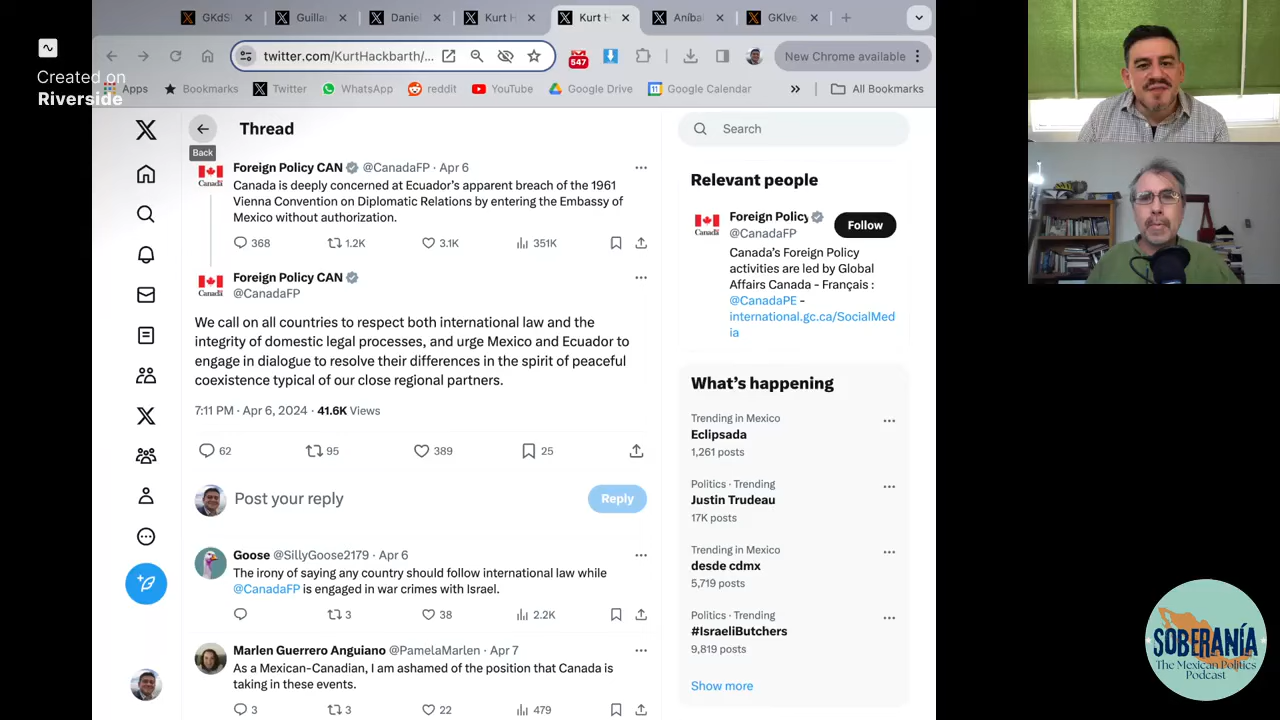 GKdS
Guilla
Daniel
Kurt H
Kurt H
Aníbal
GKIve
twitter.com/KurtHackbarth/...
547
New Chrome available
Created on
Riverside
Apps
Bookmarks
Twitter
WhatsApp
reddit
YouTube
Google Drive
Google Calendar
»
All Bookmarks
Thread
Back
Search
Foreign Policy CAN @CanadaFP · Apr 6
Canada is deeply concerned at Ecuador's apparent breach of the 1961
Vienna Convention on Diplomatic Relations by entering the Embassy of
Mexico without authorization.
Canada
368 1.2K 3.1K 351K
Foreign Policy CAN
@CanadaFP
Canada
We call on all countries to respect both international law and the
integrity of domestic legal processes, and urge Mexico and Ecuador to
engage in dialogue to resolve their differences in the spirit of peaceful
coexistence typical of our close regional partners.
7:11 PM · Apr 6, 2024 · 41.6K Views
62 95 389 25
Post your reply
Reply
Goose @SillyGoose2179 · Apr 6
The irony of saying any country should follow international law while
@CanadaFP is engaged in war crimes with Israel.
3 38 2.2K
Marlen Guerrero Anguiano @PamelaMarlen · Apr 7
As a Mexican-Canadian, I am ashamed of the position that Canada is
taking in these events.
3 3 22 479
Relevant people
Foreign Policy
@CanadaFP
Canada
Follow
Canada's Foreign Policy
activities are led by Global
Affairs Canada - Français :
@CanadaPE -
international.gc.ca/SocialMed
ia
What's happening
Trending in Mexico
Eclipsada
1,261 posts
Politics · Trending
Justin Trudeau
17K posts
Trending in Mexico
desde cdmx
5,719 posts
Politics · Trending
#IsraeliButchers
9,819 posts
Show more
SOBERANÍA
The Mexican Politics
Podcast